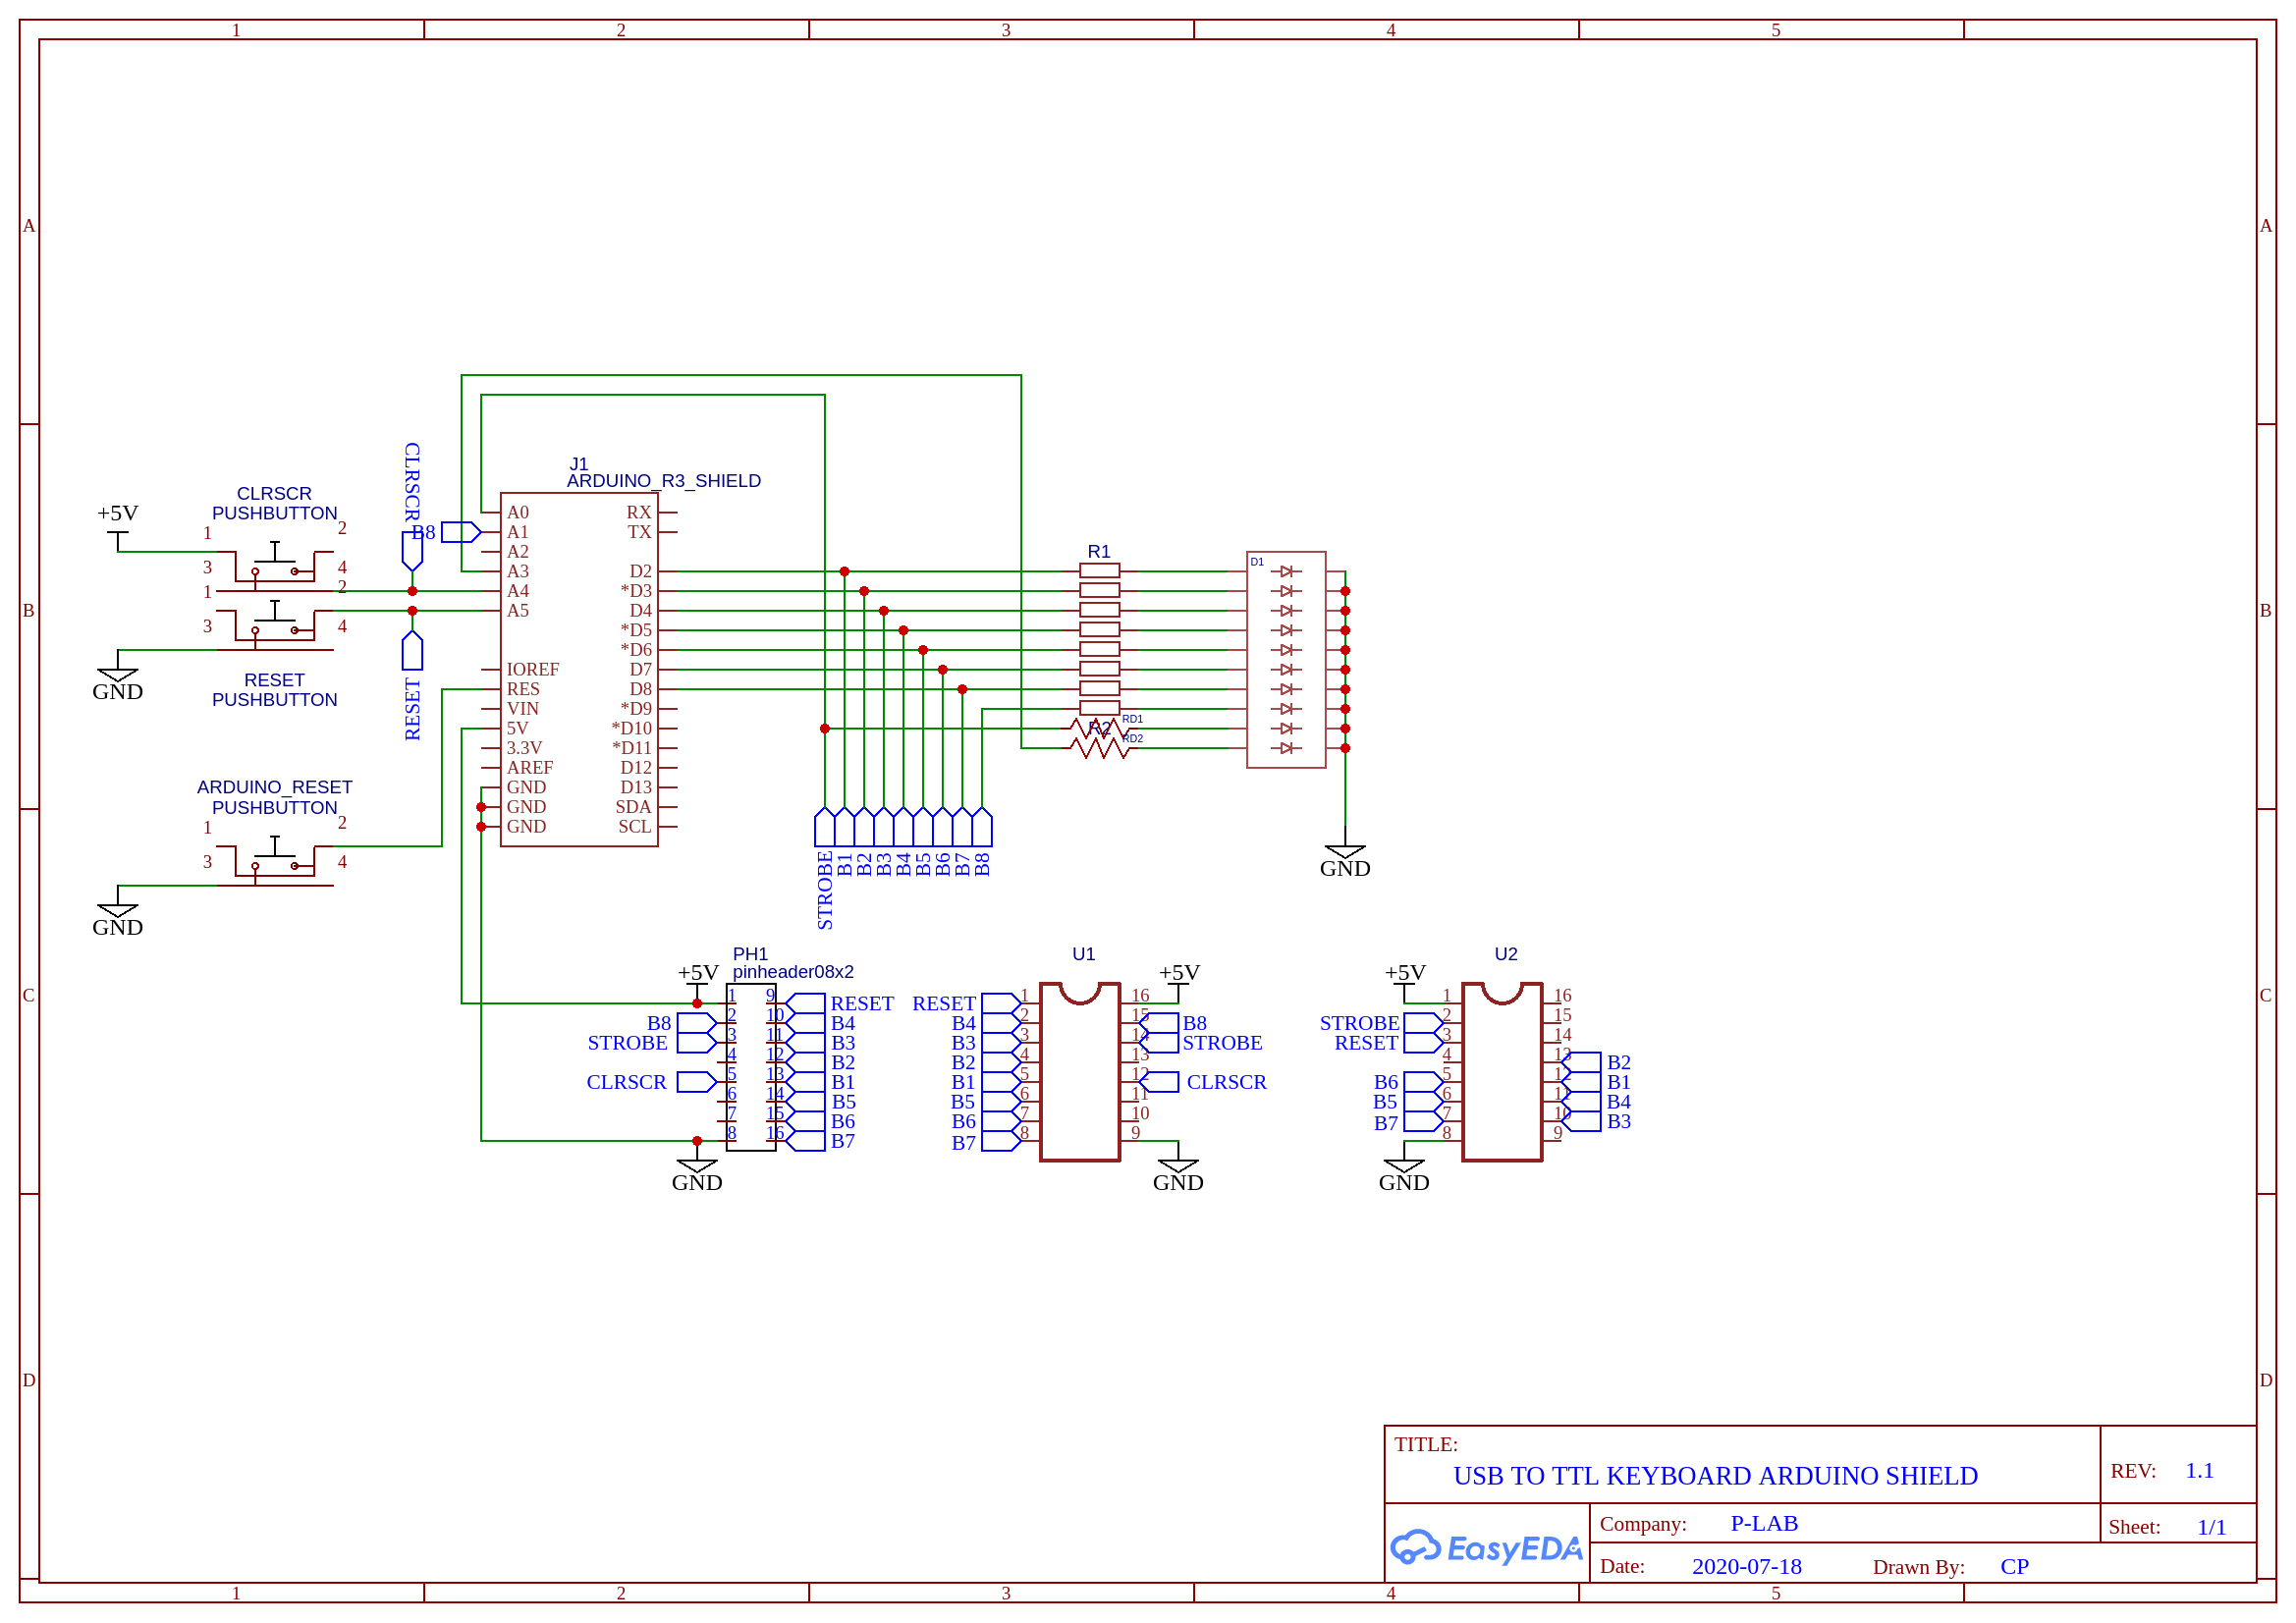 1 2 3 4 5
A A
B B
C C
D D
1 2 3 4 5
CLRSCR
PUSHBUTTON
+5V
1 2
3 4
1 2
3 4
RESET
PUSHBUTTON
GND
CLRSCR
B8
RESET
ARDUINO_RESET
PUSHBUTTON
1 2
3 4
GND
J1
ARDUINO_R3_SHIELD
A0 RX
A1 TX
A2
A3 D2
A4 *D3
A5 D4
*D5
*D6
IOREF D7
RES D8
VIN *D9
5V *D10
3.3V *D11
AREF D12
GND D13
GND SDA
GND SCL
STROBE
B1
B2
B3
B4
B5
B6
B7
B8
R1
R2
RD1
RD2
D1
GND
PH1
pinheader08x2
+5V
1 9 RESET
B8 2 10 B4
STROBE 3 11 B3
4 12 B2
CLRSCR 5 13 B1
6 14 B5
7 15 B6
8 16 B7
GND
U1
+5V
RESET 1 16
B4 2 15 B8
B3 3 14 STROBE
B2 4 13
B1 5 12 CLRSCR
B5 6 11
B6 7 10
B7 8 9
GND
U2
+5V
1 16
STROBE 2 15
RESET 3 14
4 13 B2
B6 5 12 B1
B5 6 11 B4
B7 7 10 B3
8 9
GND
TITLE:
USB TO TTL KEYBOARD ARDUINO SHIELD
REV: 1.1
EasyEDA
Company: P-LAB
Sheet: 1/1
Date: 2020-07-18
Drawn By: CP